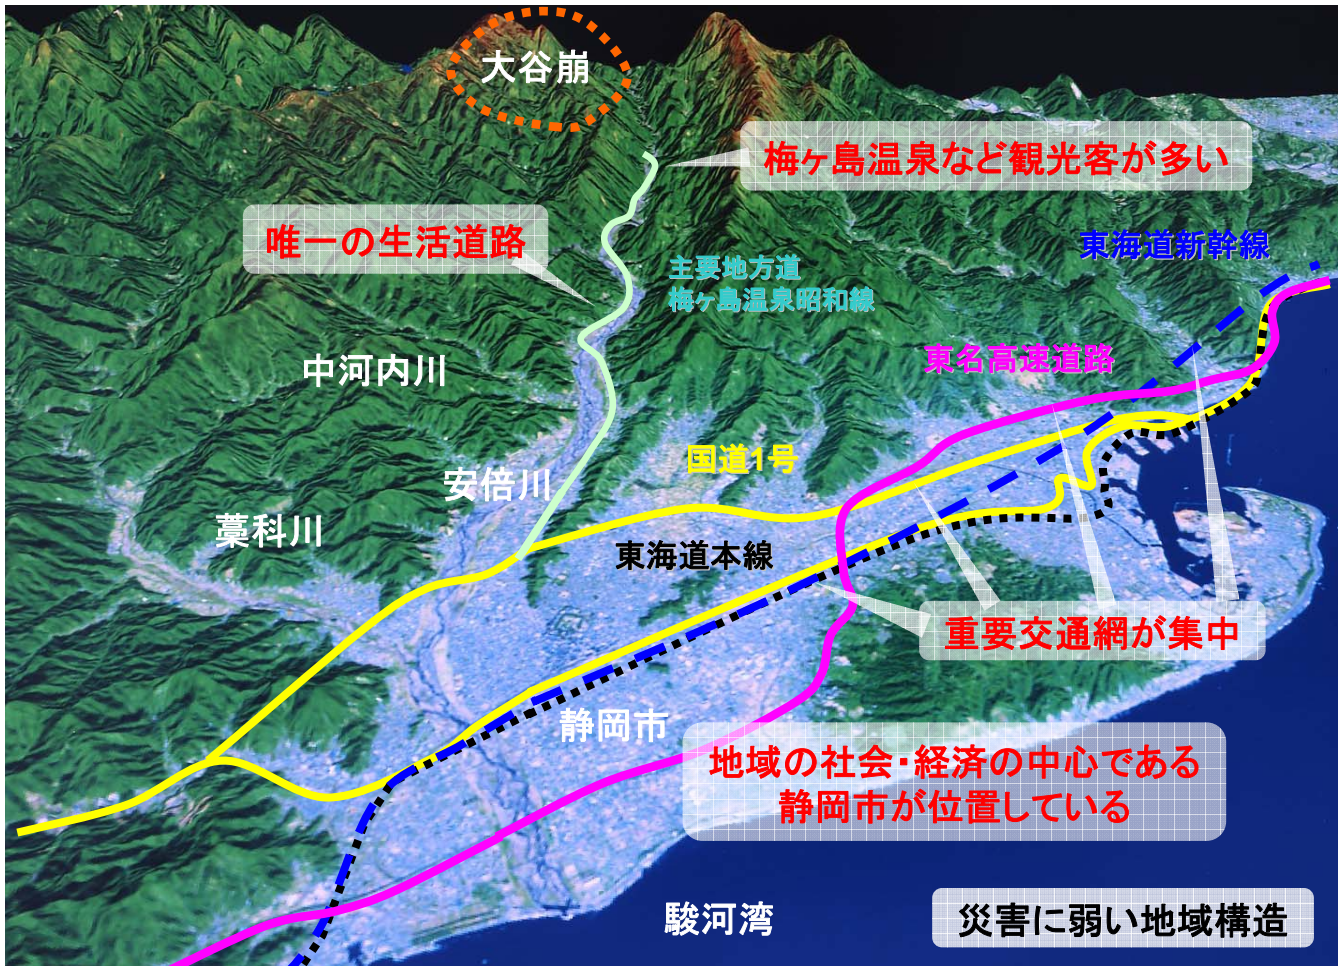 大谷崩
梅ヶ島温泉など観光客が多い
唯一の生活道路
東海道新幹線
主要地方道
梅ヶ島温泉昭和線
東名高速道路
中河内川
国道1号
安倍川
藁科川
東海道本線
重要交通網が集中
静岡市
地域の社会・経済の中心である
静岡市が位置している
駿河湾
災害に弱い地域構造